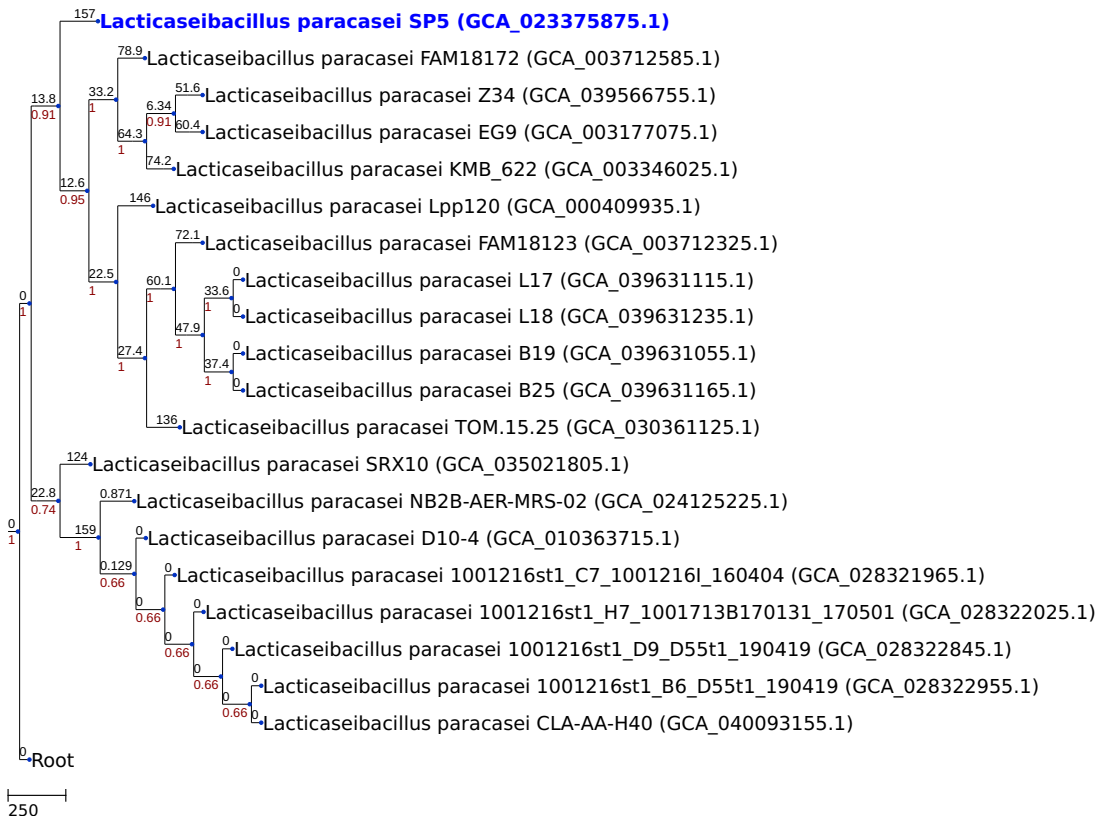 157
Lacticaseibacillus paracasei SP5 (GCA_023375875.1)
78.9
Lacticaseibacillus paracasei FAM18172 (GCA_003712585.1)
13.8
0.91
33.2
1
51.6
Lacticaseibacillus paracasei Z34 (GCA_039566755.1)
6.34
0.91
64.3
1
60.4
Lacticaseibacillus paracasei EG9 (GCA_003177075.1)
74.2
Lacticaseibacillus paracasei KMB_622 (GCA_003346025.1)
12.6
0.95
146
Lacticaseibacillus paracasei Lpp120 (GCA_000409935.1)
72.1
Lacticaseibacillus paracasei FAM18123 (GCA_003712325.1)
22.5
1
60.1
1
0
Lacticaseibacillus paracasei L17 (GCA_039631115.1)
0
1
33.6
1
0
Lacticaseibacillus paracasei L18 (GCA_039631235.1)
47.9
1
0
Lacticaseibacillus paracasei B19 (GCA_039631055.1)
27.4
1
37.4
1
0
Lacticaseibacillus paracasei B25 (GCA_039631165.1)
136
Lacticaseibacillus paracasei TOM.15.25 (GCA_030361125.1)
124
Lacticaseibacillus paracasei SRX10 (GCA_035021805.1)
22.8
0.74
0.871
Lacticaseibacillus paracasei NB2B-AER-MRS-02 (GCA_024125225.1)
0
1
159
1
0
Lacticaseibacillus paracasei D10-4 (GCA_010363715.1)
0.129
0.66
0
Lacticaseibacillus paracasei 1001216st1_C7_1001216I_160404 (GCA_028321965.1)
0
0.66
0
Lacticaseibacillus paracasei 1001216st1_H7_1001713B170131_170501 (GCA_028322025.1)
0
0.66
0
Lacticaseibacillus paracasei 1001216st1_D9_D55t1_190419 (GCA_028322845.1)
0
0.66
0
Lacticaseibacillus paracasei 1001216st1_B6_D55t1_190419 (GCA_028322955.1)
0
0.66
0
Lacticaseibacillus paracasei CLA-AA-H40 (GCA_040093155.1)
0
Root
250